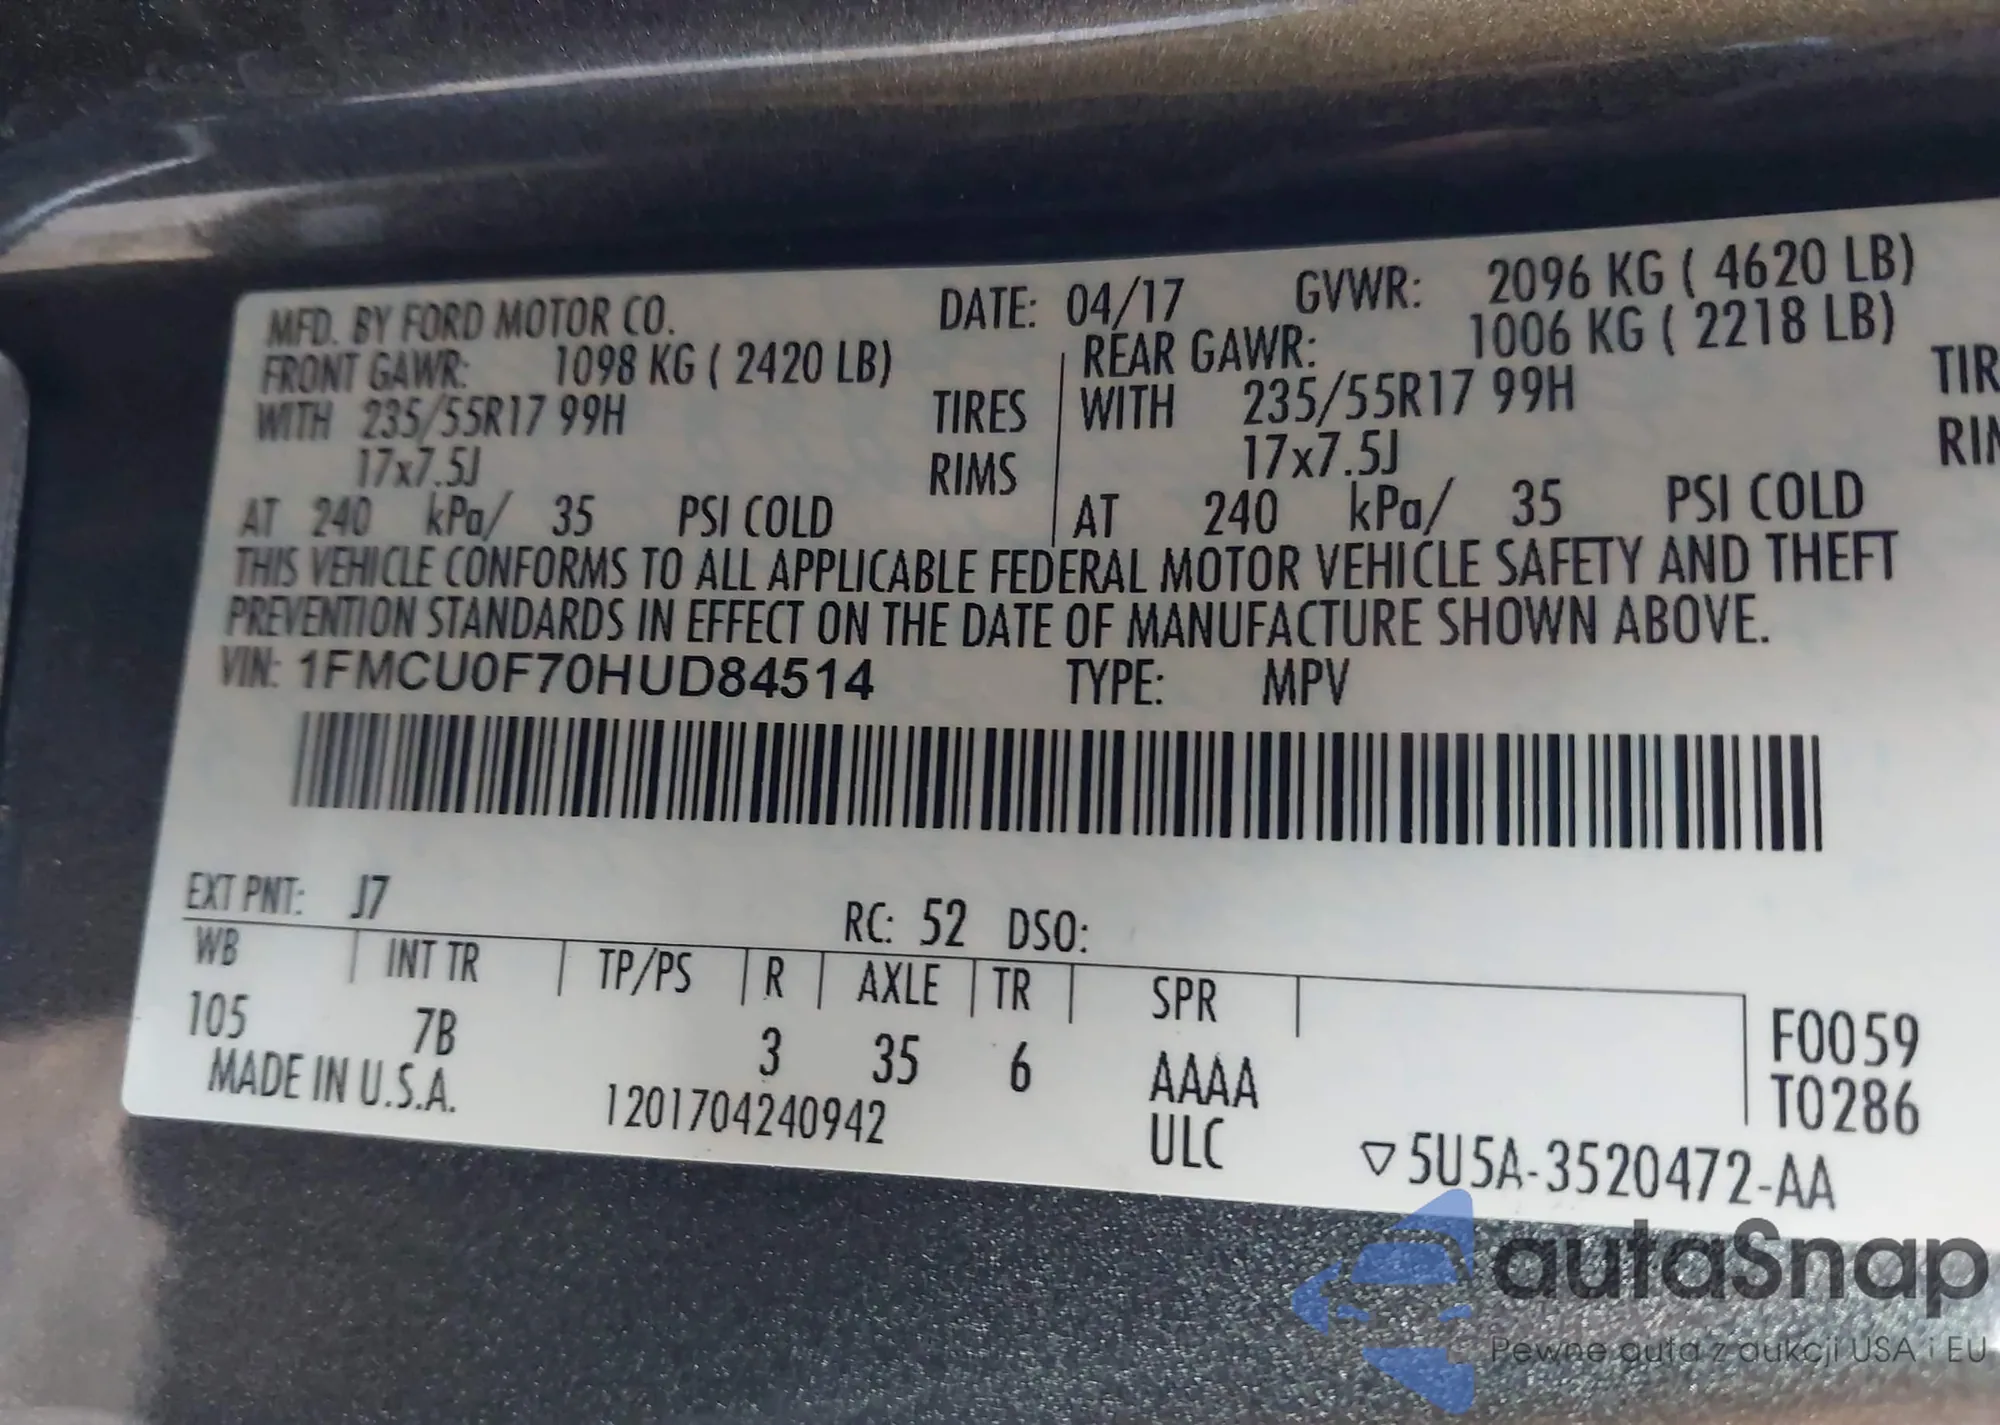 MFD. BY FORD MOTOR CO. DATE: 04/17 GVWR: 2096 KG ( 4620 LB)
FRONT GAWR: 1098 KG ( 2420 LB) REAR GAWR: 1006 KG ( 2218 LB)
WITH 235/55R17 99H TIRES WITH 235/55R17 99H TIR
17x7.5J RIMS 17x7.5J RIM
AT 240 kPa/ 35 PSI COLD AT 240 kPa/ 35 PSI COLD
THIS VEHICLE CONFORMS TO ALL APPLICABLE FEDERAL MOTOR VEHICLE SAFETY AND THEFT
PREVENTION STANDARDS IN EFFECT ON THE DATE OF MANUFACTURE SHOWN ABOVE.
VIN: 1FMCU0F70HUD84514 TYPE: MPV
EXT PNT: J7 RC: 52 DSO:
WB INT TR TP/PS R AXLE TR SPR
105 7B 3 35 6 AAAA F0059
MADE IN U.S.A. 1201704240942 ULC T0286
▽5U5A-3520472-AA
autaSnap
Pewne auta z aukcji USA i EU